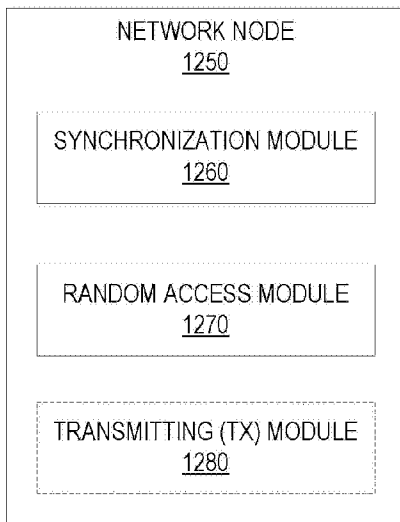 NETWORK NODE
1250
SYNCHRONIZATION MODULE
1260
RANDOM ACCESS MODULE
1270
TRANSMITTING (TX) MODULE
1280